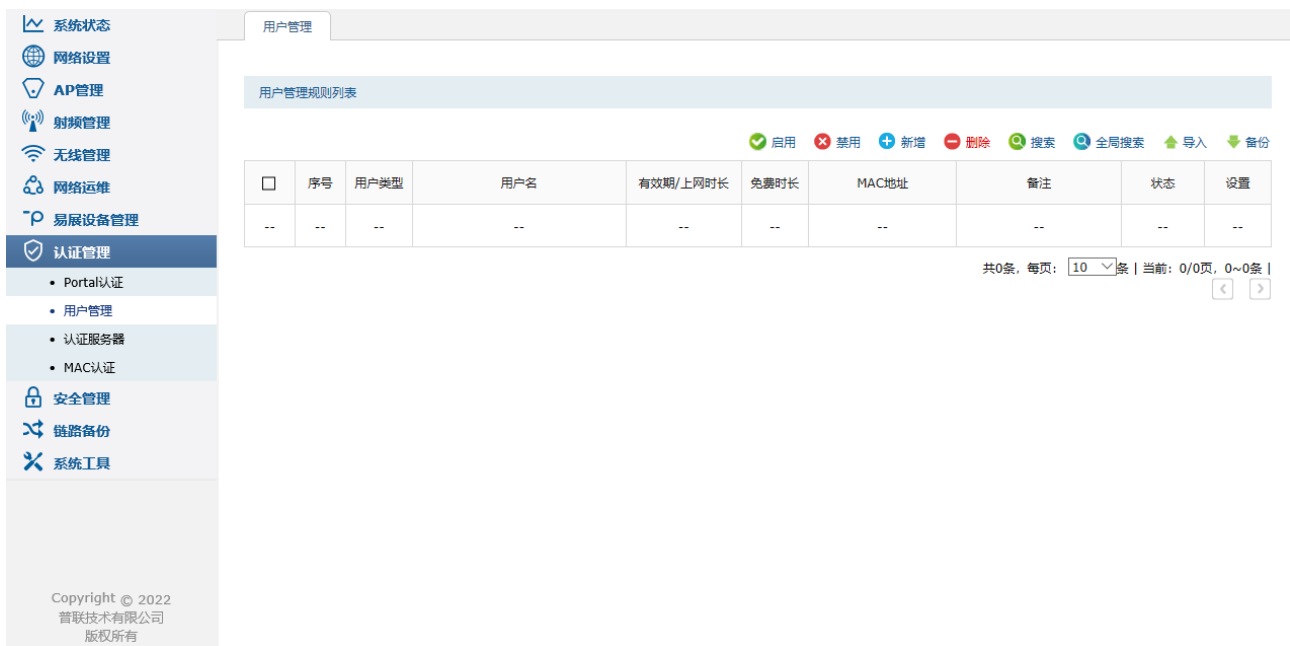 系统状态
网络设置
AP管理
射频管理
无线管理
网络运维
易展设备管理
认证管理
Portal认证
用户管理
认证服务器
MAC认证
安全管理
链路备份
系统工具
Copyright © 2022
普联技术有限公司
版权所有
用户管理
用户管理规则列表
启用 禁用 新增 删除 搜索 全局搜索 导入 备份
序号 用户类型 用户名 有效期/上网时长 免费时长 MAC地址 备注 状态 设置
-- -- -- -- -- -- -- -- -- --
共0条, 每页: 10 条 | 当前: 0/0页, 0~0条 |